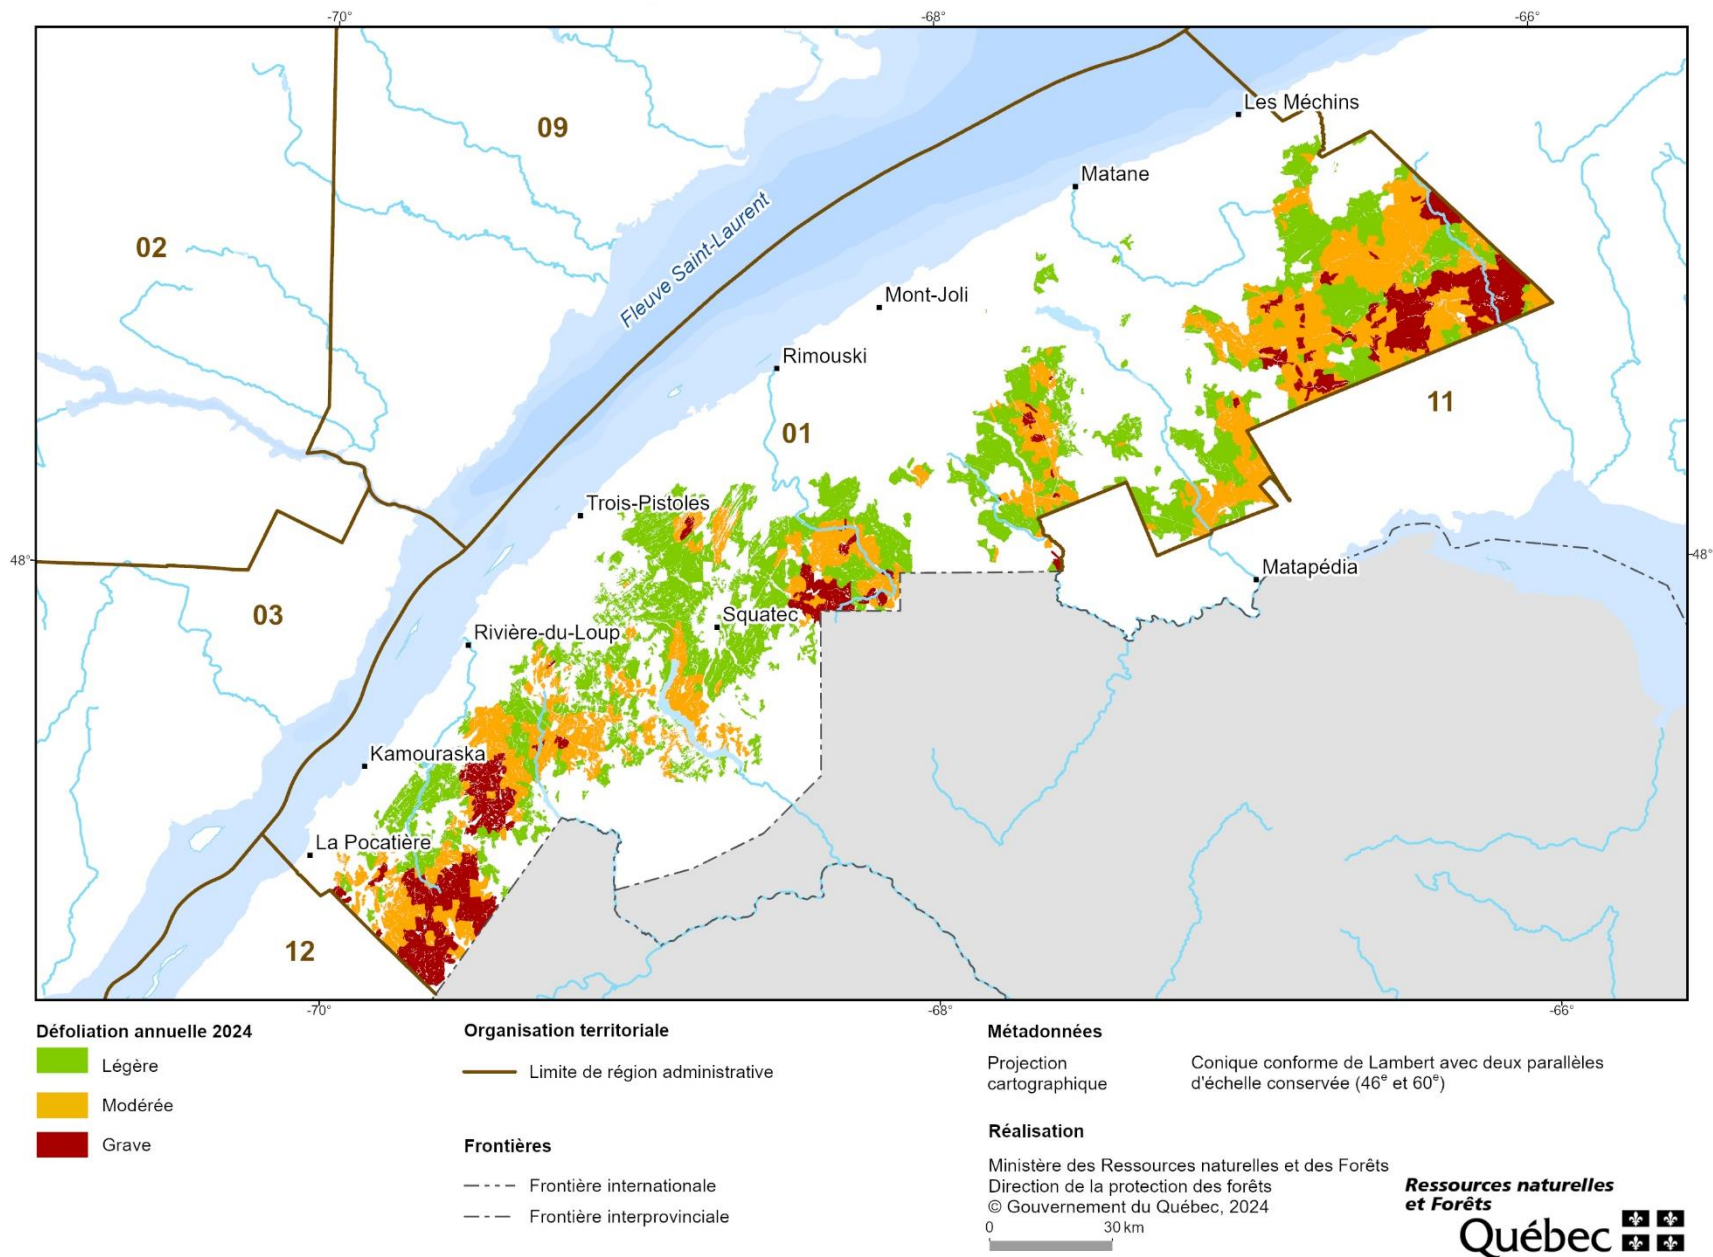 -70°
-68°
-66°
Les Méchins
09
Matane
02
Fleuve Saint-Laurent
Mont-Joli
Rimouski
11
01
Trois-Pistoles
48°
48°
Matapédia
03
Squatec
Rivière-du-Loup
Kamouraska
La Pocatière
12
-70°
-68°
-66°
Défoliation annuelle 2024
Légère
Modérée
Grave
Organisation territoriale
Limite de région administrative
Frontières
Frontière internationale
Frontière interprovinciale
Métadonnées
Projection
cartographique
Conique conforme de Lambert avec deux parallèles
d'échelle conservée (46e et 60e)
Réalisation
Ministère des Ressources naturelles et des Forêts
Direction de la protection des forêts
© Gouvernement du Québec, 2024
0 30 km
Ressources naturelles
et Forêts
Québec